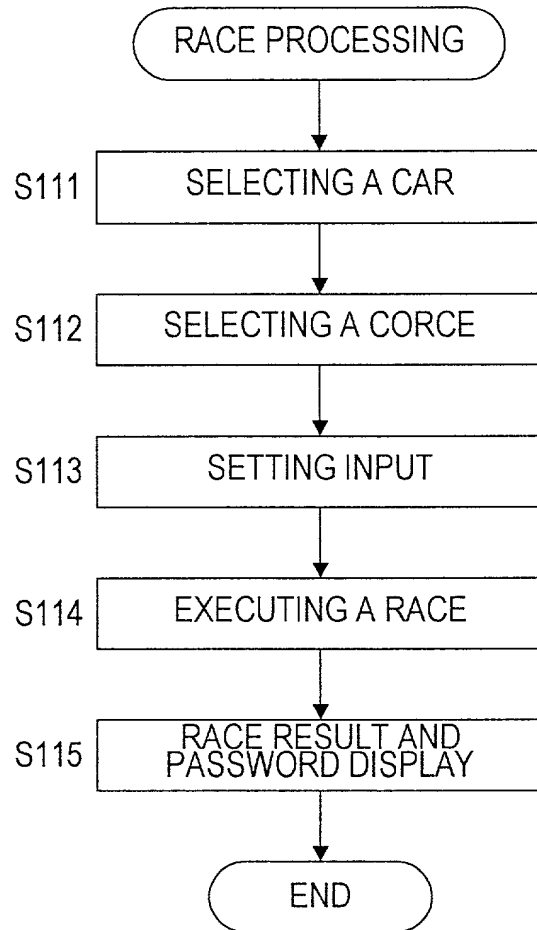 RACE PROCESSING
S111
SELECTING A CAR
S112
SELECTING A CORCE
S113
SETTING INPUT
S114
EXECUTING A RACE
S115
RACE RESULT AND
PASSWORD DISPLAY
END